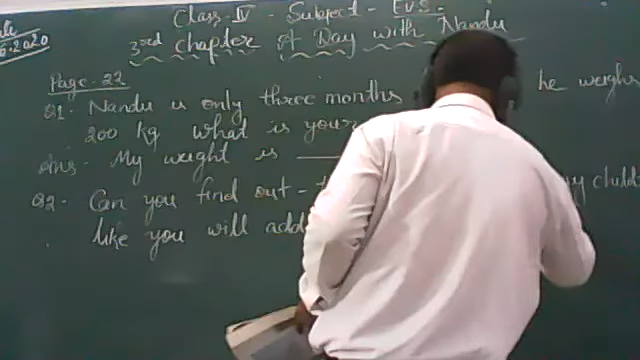 Class-IV - Subject - EVS.
6.2020
3rd chapter A Day with Nandu
Page-22
Q1. Nandu is only three months he weighs
200 kg what is your
Ans- My weight is
Q2- Can you find out - child
like you will add